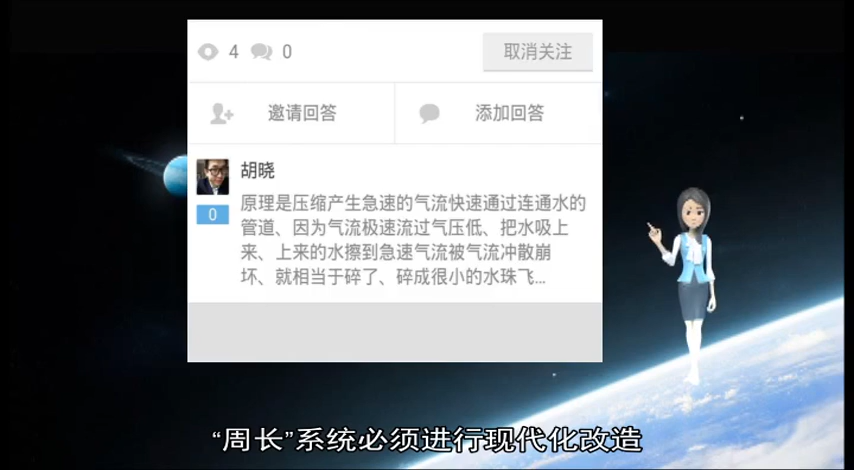 4 0 取消关注
邀请回答 添加回答
胡晓
0
原理是压缩产生急速的气流快速通过连通水的
管道、因为气流极速流过气压低、把水吸上
来、上来的水擦到急速气流被气流冲散崩
坏、就相当于碎了、碎成很小的水珠飞...
“周长”系统必须进行现代化改造